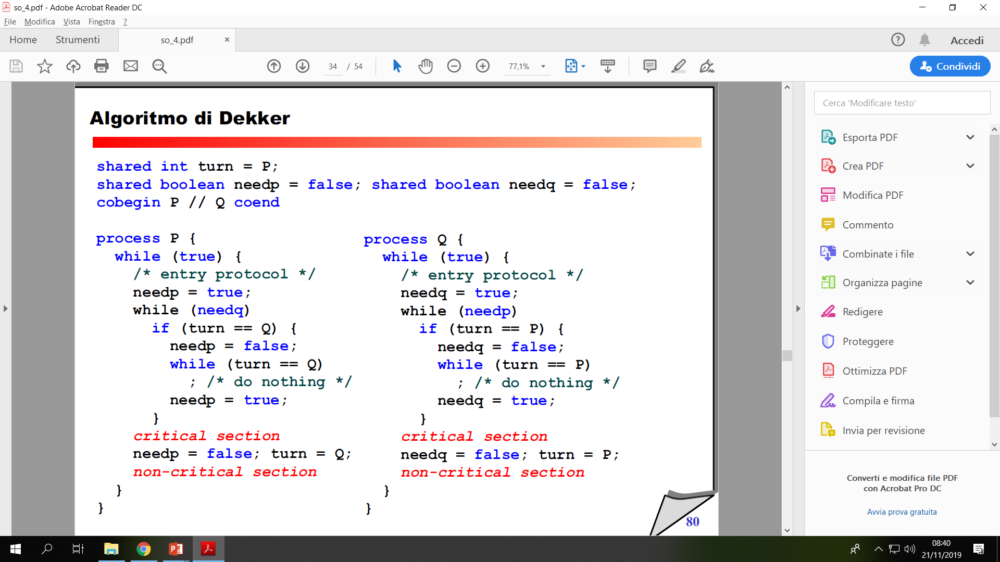 so_4.pdf - Adobe Acrobat Reader DC
File Modifica Vista Finestra ?
Home Strumenti so_4.pdf × Accedi
34 / 54 77,1% Condividi
Algoritmo di Dekker
shared int turn = P;
shared boolean needp = false; shared boolean needq = false;
cobegin P // Q coend
process P {
while (true) {
/* entry protocol */
needp = true;
while (needq)
if (turn == Q) {
needp = false;
while (turn == Q)
; /* do nothing */
needp = true;
}
critical section
needp = false; turn = Q;
non-critical section
}
}
process Q {
while (true) {
/* entry protocol */
needq = true;
while (needp)
if (turn == P) {
needq = false;
while (turn == P)
; /* do nothing */
needq = true;
}
critical section
needq = false; turn = P;
non-critical section
}
}
80
Cerca 'Modificare testo'
Esporta PDF
Crea PDF
Modifica PDF
Commento
Combinate i file
Organizza pagine
Redigere
Proteggere
Ottimizza PDF
Compila e firma
Invia per revisione
Converti e modifica file PDF
con Acrobat Pro DC
Avvia prova gratuita
08:40
21/11/2019